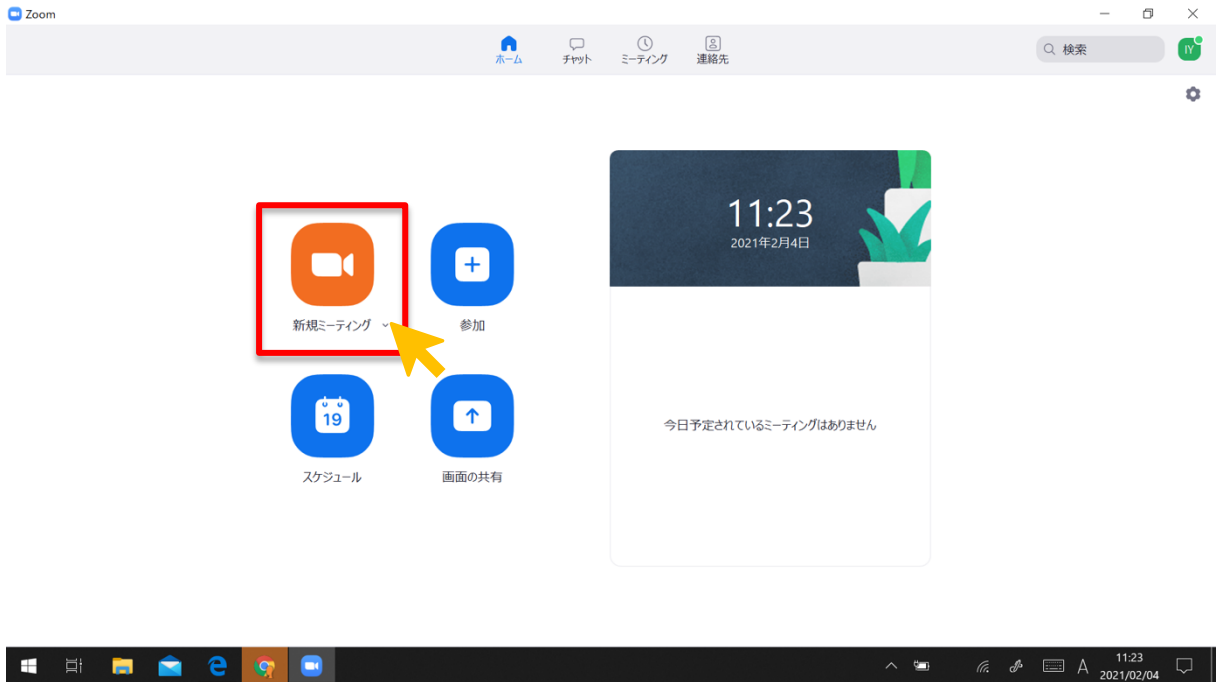 Zoom
ホーム
チャット
ミーティング
連絡先
検索
IY
11:23
2021年2月4日
新規ミーティング
参加
19
スケジュール
画面の共有
今日予定されているミーティングはありません
A
11:23
2021/02/04